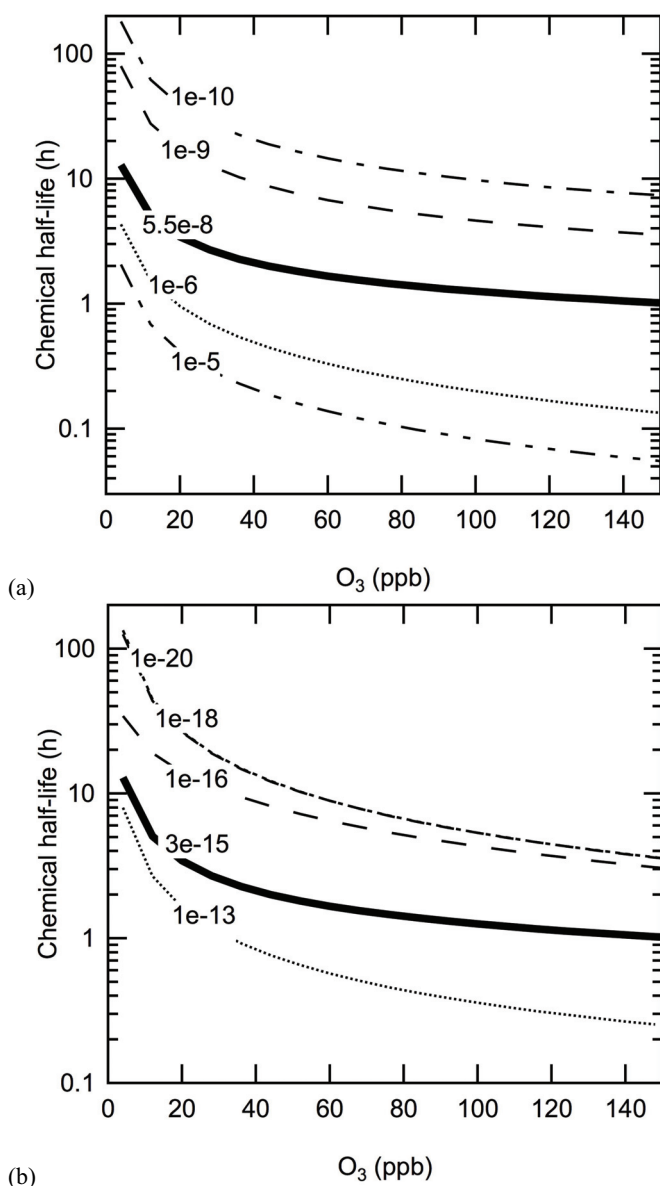 100
10
1
0.1
Chemical half-life (h)
1e-10
1e-9
5.5e-8
1e-6
1e-5
0 20 40 60 80 100 120 140
O3 (ppb)
(a)
100
10
1
0.1
Chemical half-life (h)
1e-20
1e-18
1e-16
3e-15
1e-13
0 20 40 60 80 100 120 140
O3 (ppb)
(b)